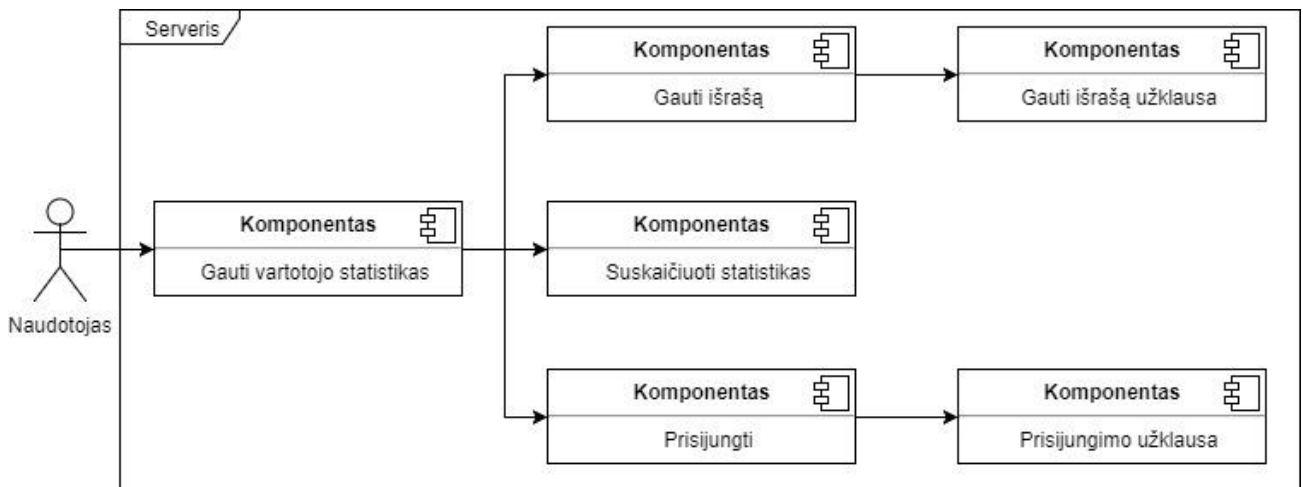 Serveris
Komponentas
Gauti išrašą
Komponentas
Gauti išrašą užklausa
Komponentas
Gauti vartotojo statistikas
Komponentas
Suskaičiuoti statistikas
Naudotojas
Komponentas
Prisijungti
Komponentas
Prisijungimo užklausa